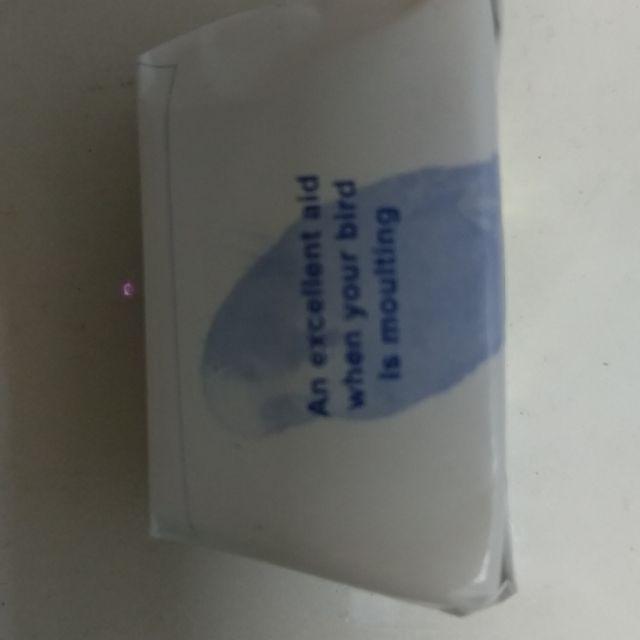 An excellent aid
when your bird
is moulting